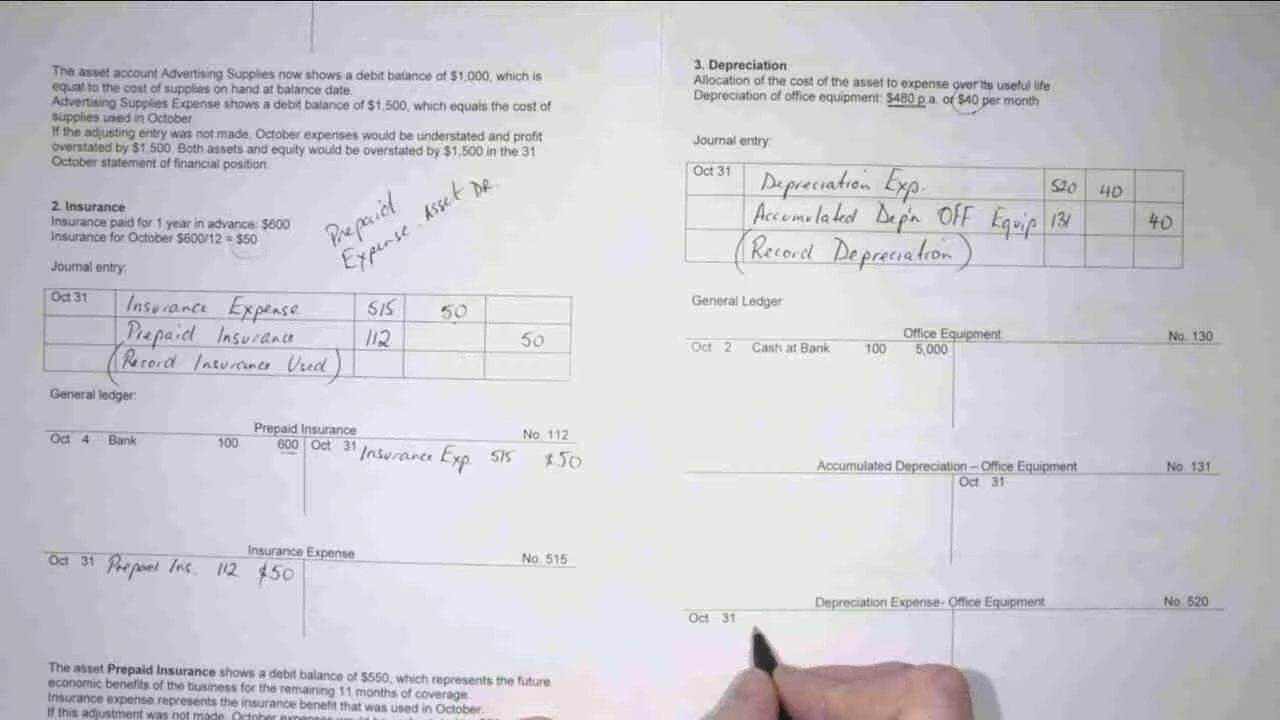 The asset account Advertising Supplies now shows a debit balance of $1,000, which is
equal to the cost of supplies on hand at balance date.
Advertising Supplies Expense shows a debit balance of $1,500, which equals the cost of
supplies used in October
If the adjusting entry was not made, October expenses would be understated and profit
overstated by $1,500. Both assets and equity would be overstated by $1,500 in the 31
October statement of financial position.
2. Insurance
Insurance paid for 1 year in advance: $600
Insurance for October $600/12 = $50
Prepaid
Expense. Asset DR.
Journal entry:
Oct 31 Insurance Expense 515 50
Prepaid Insurance 112 50
(Record Insurance Used)
General ledger:
Prepaid Insurance No. 112
Oct 4 Bank 100 600 Oct 31 Insurance Exp. 515 $50
Insurance Expense No. 515
Oct 31 Prepaid Ins. 112 $50
The asset Prepaid Insurance shows a debit balance of $550, which represents the future
economic benefits of the business for the remaining 11 months of coverage.
Insurance expense represents the insurance benefit that was used in October.
If this adjustment was not made, October
3. Depreciation
Allocation of the cost of the asset to expense over its useful life
Depreciation of office equipment: $480 p.a. or $40 per month
Journal entry:
Oct 31 Depreciation Exp. 520 40
Accumulated Dep'n OFF Equip 131 40
(Record Depreciation)
General Ledger
Office Equipment No. 130
Oct 2 Cash at Bank 100 5,000
Accumulated Depreciation – Office Equipment No. 131
Oct 31
Depreciation Expense- Office Equipment No. 520
Oct 31